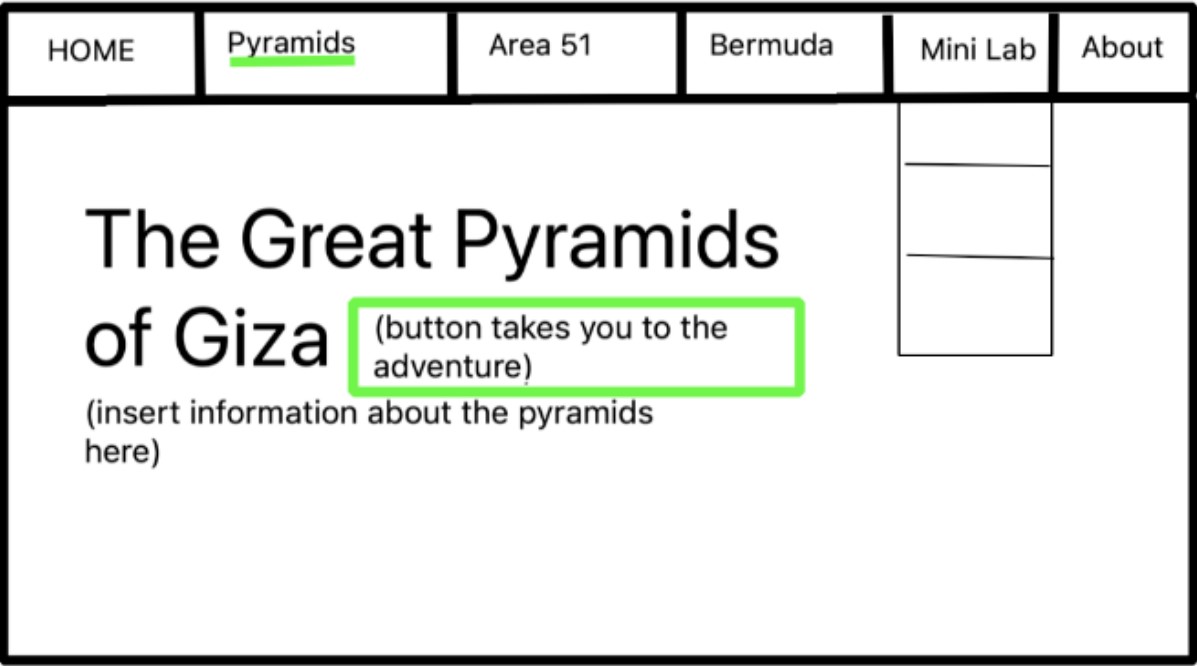 HOME Pyramids Area 51 Bermuda Mini Lab About
The Great Pyramids
of Giza
(button takes you to the
adventure)
(insert information about the pyramids
here)